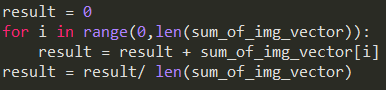 result = 0
for i in range(0,len(sum_of_img_vector)):
    result = result + sum_of_img_vector[i]
result = result/ len(sum_of_img_vector)